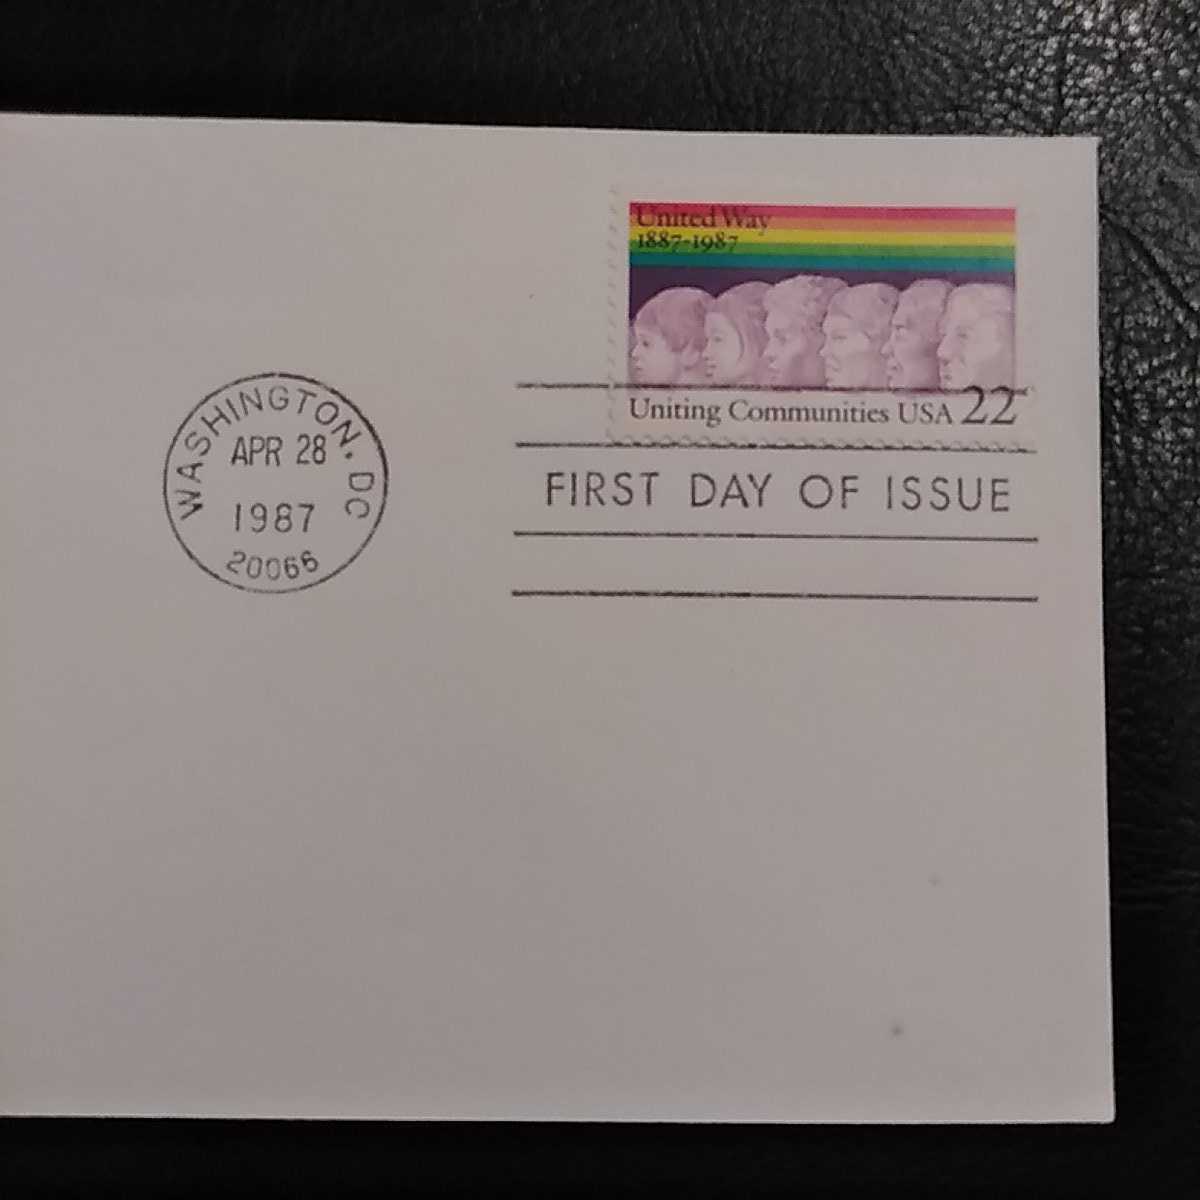 United Way
1887-1987
Uniting Communities USA 22
WASHINGTON, DC
APR 28
1987
20066
FIRST DAY OF ISSUE